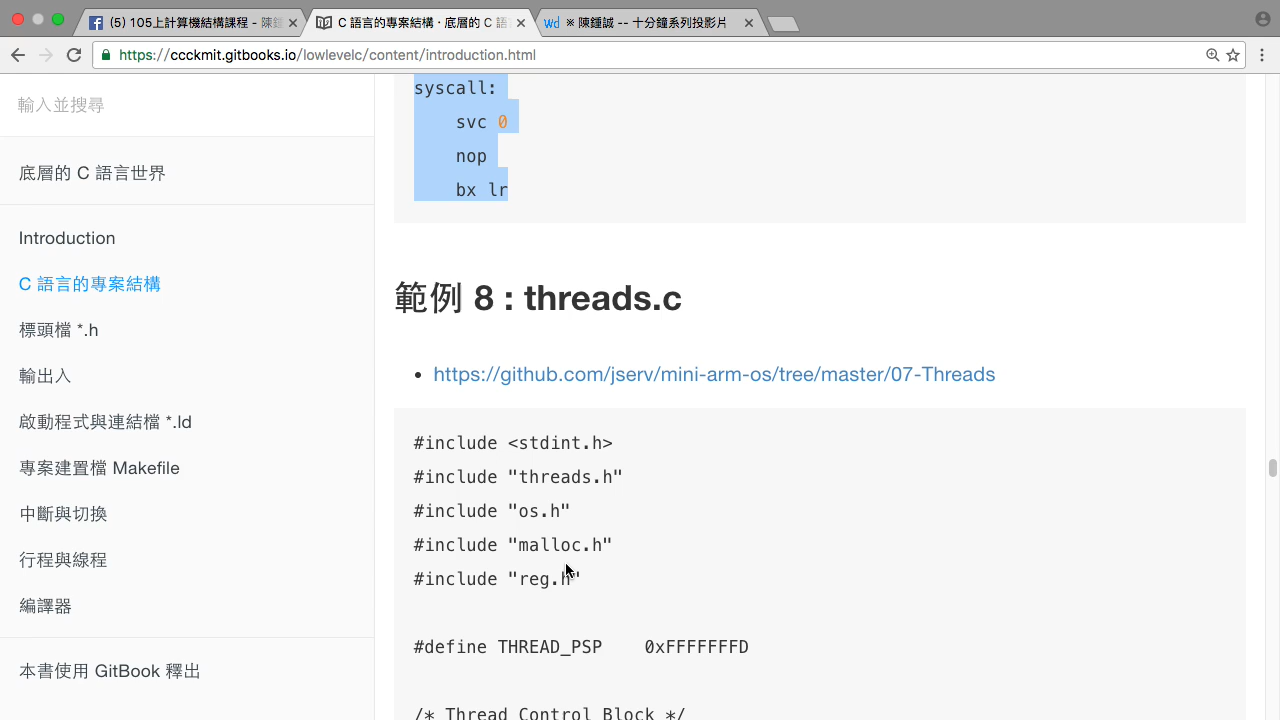 (5) 105上計算機結構課程 - 陳鍾
C 語言的專案結構 · 底層的 C 語
※ 陳鍾誠 -- 十分鐘系列投影片
https://ccckmit.gitbooks.io/lowlevelc/content/introduction.html
輸入並搜尋
底層的 C 語言世界
Introduction
C 語言的專案結構
標頭檔 *.h
輸出入
啟動程式與連結檔 *.ld
專案建置檔 Makefile
中斷與切換
行程與線程
編譯器
本書使用 GitBook 釋出
syscall:
    svc 0
    nop
    bx lr
範例 8 : threads.c
https://github.com/jserv/mini-arm-os/tree/master/07-Threads
#include <stdint.h>
#include "threads.h"
#include "os.h"
#include "malloc.h"
#include "reg.h"
#define THREAD_PSP    0xFFFFFFFD
/* Thread Control Block */